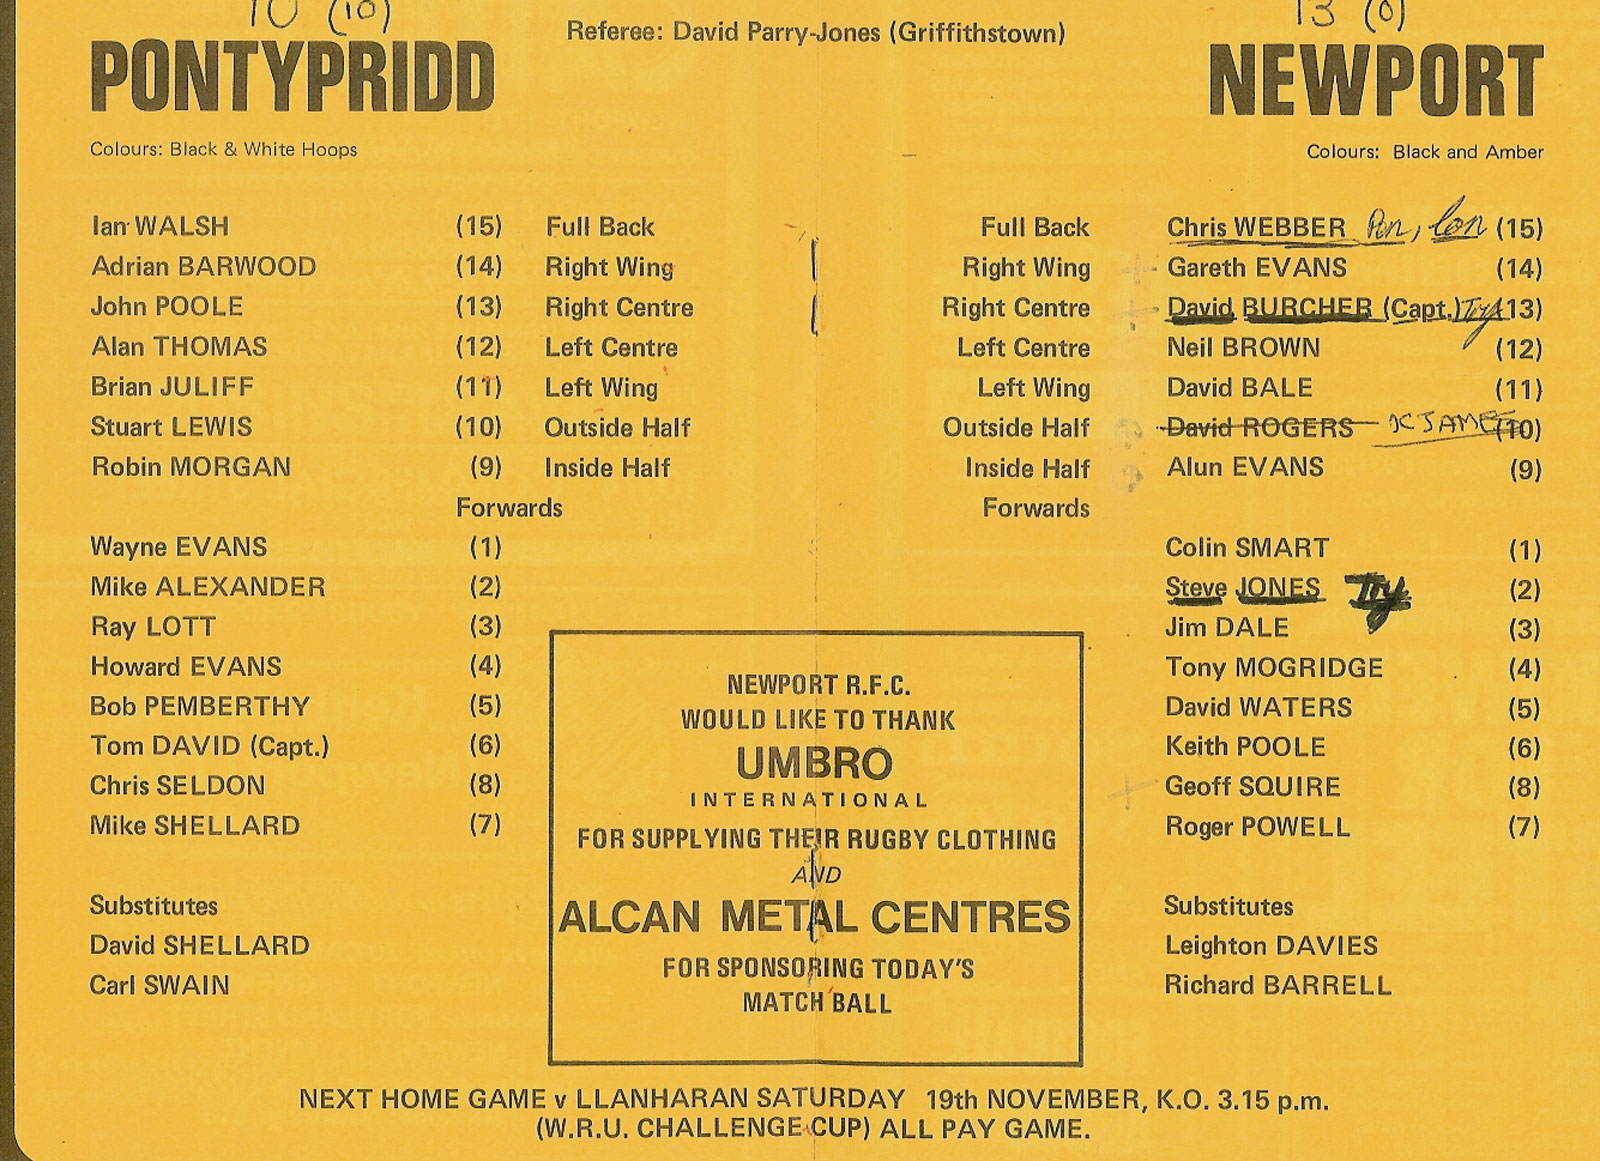 10 (10)
13 (0)
Referee: David Parry-Jones (Griffithstown)
PONTYPRIDD
NEWPORT
Colours: Black & White Hoops
Colours: Black and Amber
Ian WALSH (15) Full Back
Full Back Chris WEBBER Pen, Con (15)
Adrian BARWOOD (14) Right Wing
Right Wing + Gareth EVANS (14)
John POOLE (13) Right Centre
Right Centre + David BURCHER (Capt.) Try (13)
Alan THOMAS (12) Left Centre
Left Centre Neil BROWN (12)
Brian JULIFF (11) Left Wing
Left Wing David BALE (11)
Stuart LEWIS (10) Outside Half
Outside Half David ROGERS JAMES (10)
Robin MORGAN (9) Inside Half
Inside Half Alun EVANS (9)
Forwards
Forwards
Wayne EVANS (1)
Colin SMART (1)
Mike ALEXANDER (2)
Steve JONES Try (2)
Ray LOTT (3)
Jim DALE (3)
Howard EVANS (4)
Tony MOGRIDGE (4)
Bob PEMBERTHY (5)
David WATERS (5)
Tom DAVID (Capt.) (6)
Keith POOLE (6)
Chris SELDON (8)
+ Geoff SQUIRE (8)
Mike SHELLARD (7)
Roger POWELL (7)
Substitutes
David SHELLARD
Carl SWAIN
Substitutes
Leighton DAVIES
Richard BARRELL
NEWPORT R.F.C.
WOULD LIKE TO THANK
UMBRO
INTERNATIONAL
FOR SUPPLYING THEIR RUGBY CLOTHING
AND
ALCAN METAL CENTRES
FOR SPONSORING TODAY'S
MATCH BALL
NEXT HOME GAME v LLANHARAN SATURDAY 19th NOVEMBER, K.O. 3.15 p.m.
(W.R.U. CHALLENGE CUP) ALL PAY GAME.